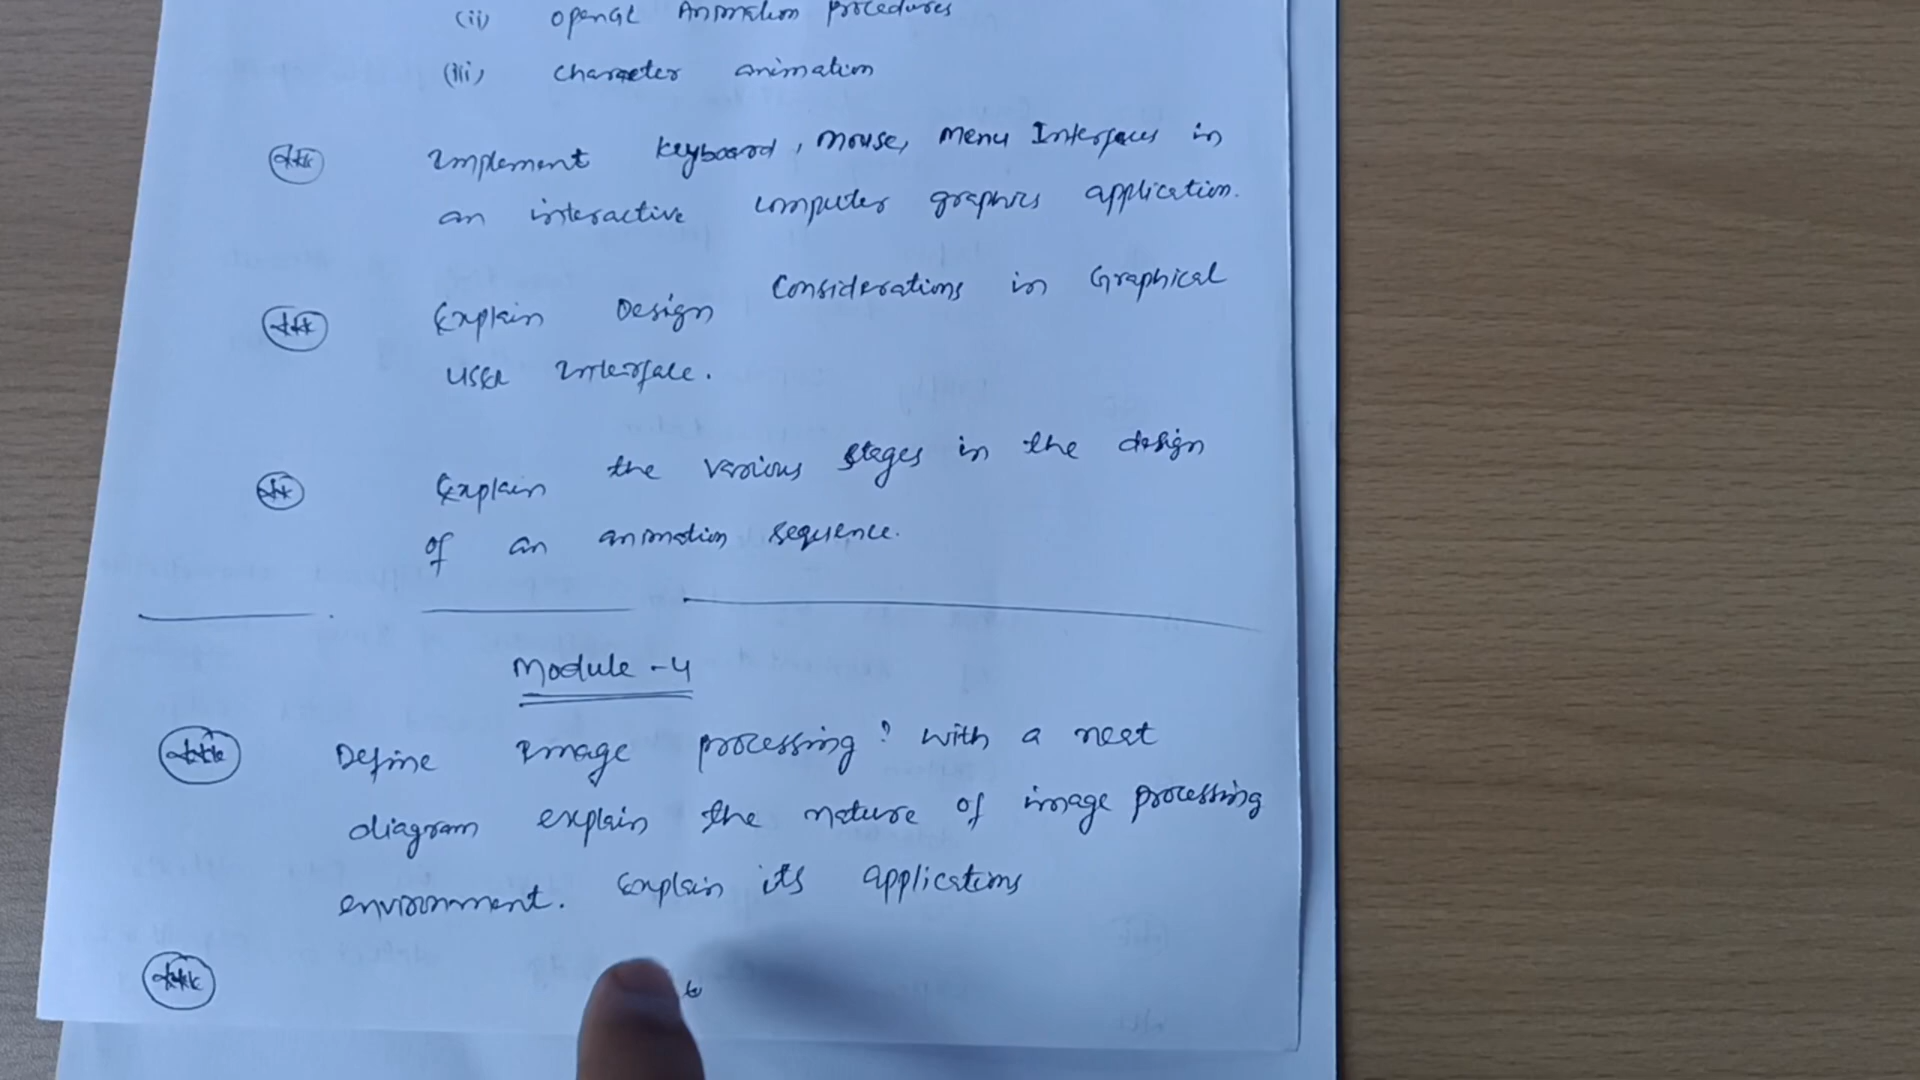 (ii) OpenGL Animation procedures
(iii) character animation
*** Implement keyboard, mouse, menu Interfaces in
an interactive computer graphics application.
*** Explain Design Considerations in Graphical
user interface.
** Explain the various stages in the design
of an animation sequence.
Module - 4
*** Define Image processing? With a neat
diagram explain the nature of image processing
environment. Explain its applications
***